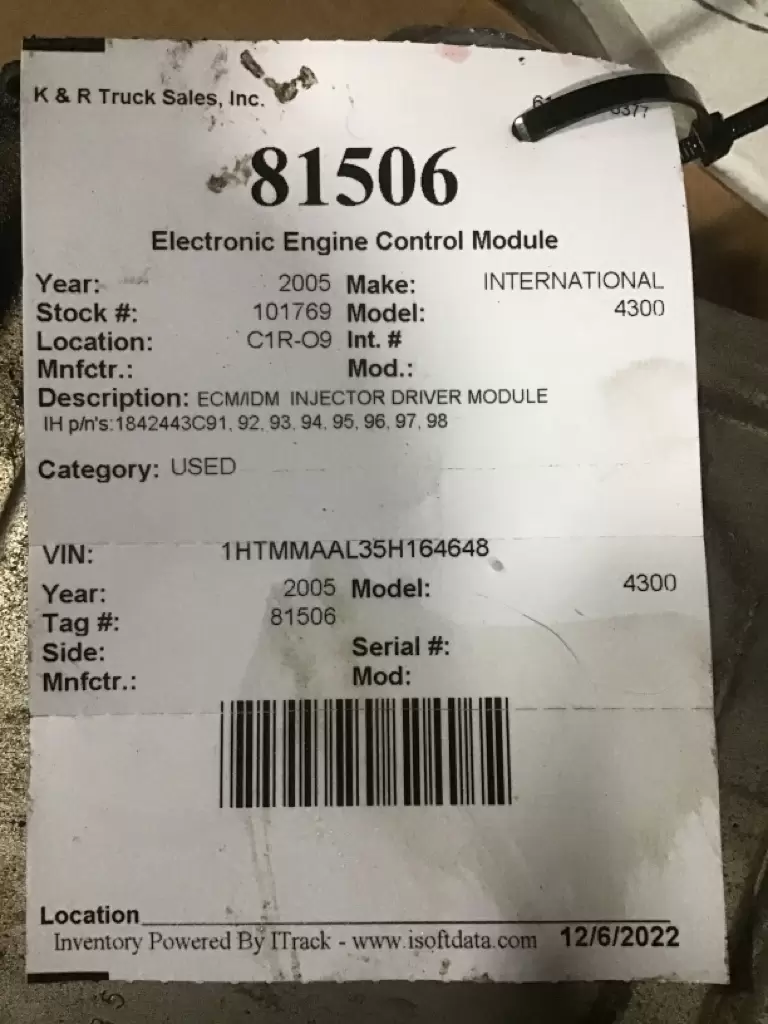 K & R Truck Sales, Inc.
81506
Electronic Engine Control Module
Year: 2005 Make: INTERNATIONAL
Stock #: 101769 Model: 4300
Location: C1R-O9 Int. #
Mnfctr.: Mod.:
Description: ECM/IDM INJECTOR DRIVER MODULE
IH p/n's:1842443C91, 92, 93, 94, 95, 96, 97, 98
Category: USED
VIN: 1HTMMAAL35H164648
Year: 2005 Model: 4300
Tag #: 81506
Side: Serial #:
Mnfctr.: Mod:
Location
Inventory Powered By ITrack - www.isoftdata.com 12/6/2022